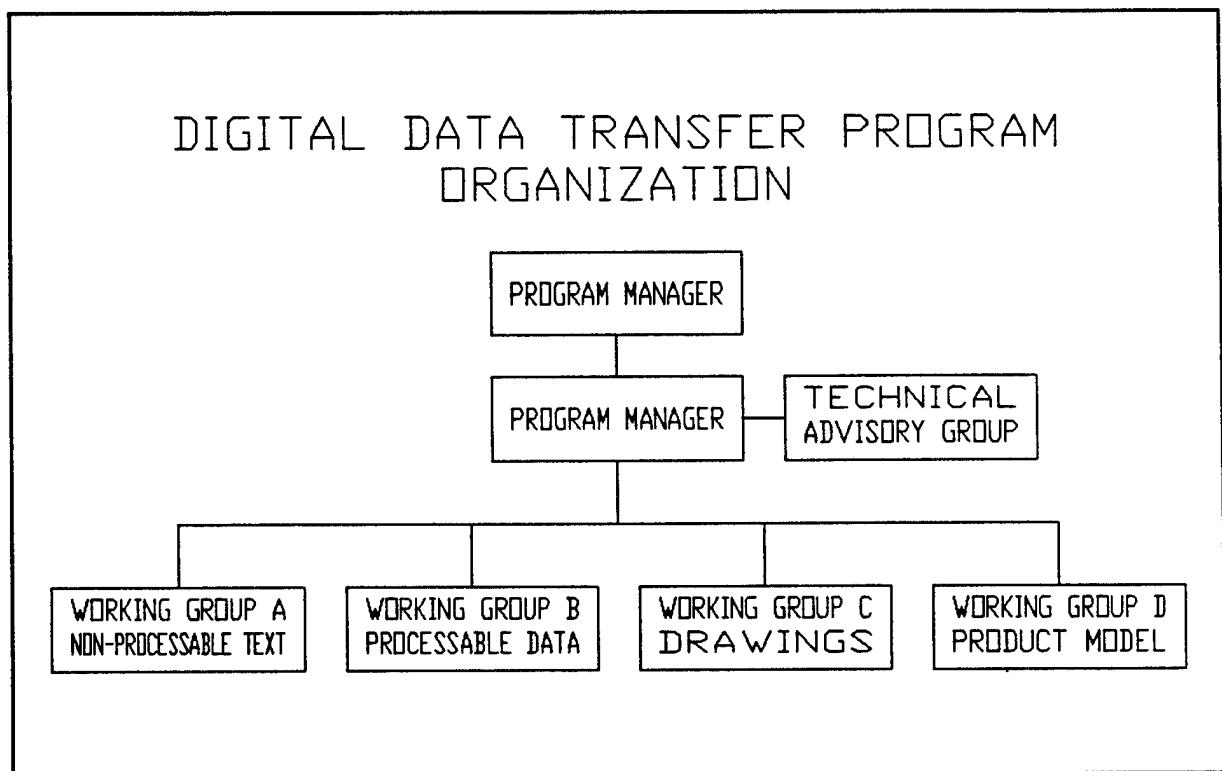 DIGITAL DATA TRANSFER PROGRAM
ORGANIZATION
PROGRAM MANAGER
PROGRAM MANAGER
TECHNICAL
ADVISORY GROUP
WORKING GROUP A
NON-PROCESSABLE TEXT
WORKING GROUP B
PROCESSABLE DATA
WORKING GROUP C
DRAWINGS
WORKING GROUP D
PRODUCT MODEL